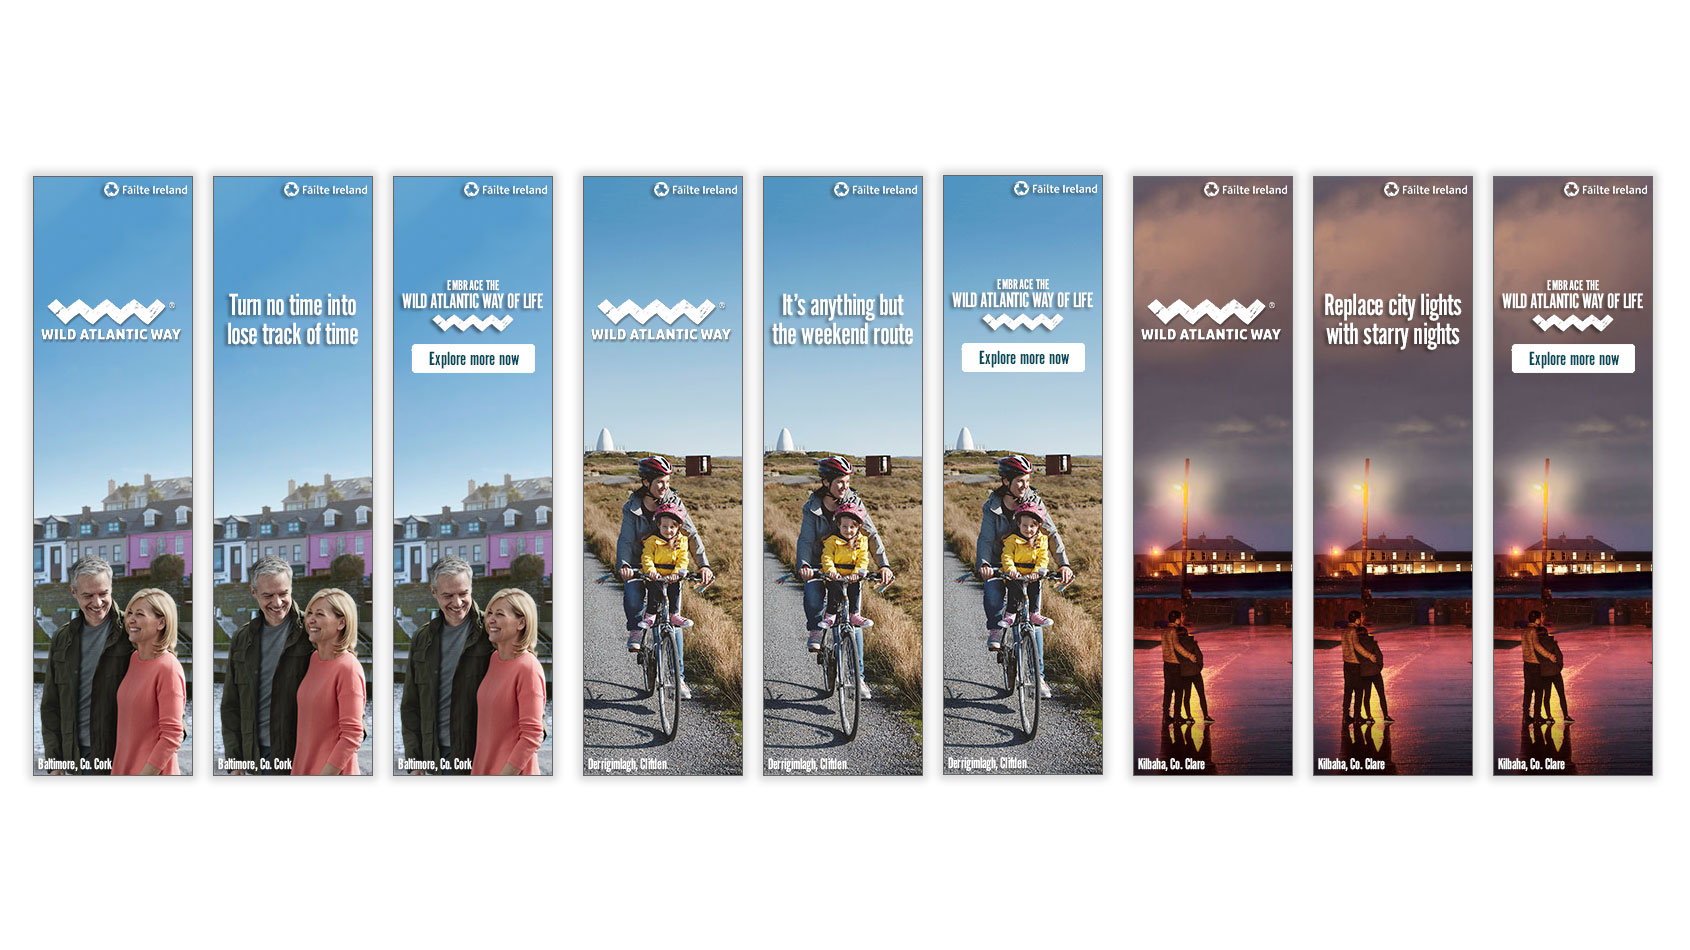 Fáilte Ireland
WILD ATLANTIC WAY®
Baltimore, Co. Cork
Fáilte Ireland
Turn no time into
lose track of time
Baltimore, Co. Cork
Fáilte Ireland
EMBRACE THE
WILD ATLANTIC WAY OF LIFE
Explore more now
Baltimore, Co. Cork
Fáilte Ireland
WILD ATLANTIC WAY®
Derrigimlagh, Clifden
Fáilte Ireland
It's anything but
the weekend route
Derrigimlagh, Clifden
Fáilte Ireland
EMBRACE THE
WILD ATLANTIC WAY OF LIFE
Explore more now
Derrigimlagh, Clifden
Fáilte Ireland
WILD ATLANTIC WAY®
Kilbaha, Co. Clare
Fáilte Ireland
Replace city lights
with starry nights
Kilbaha, Co. Clare
Fáilte Ireland
EMBRACE THE
WILD ATLANTIC WAY OF LIFE
Explore more now
Kilbaha, Co. Clare